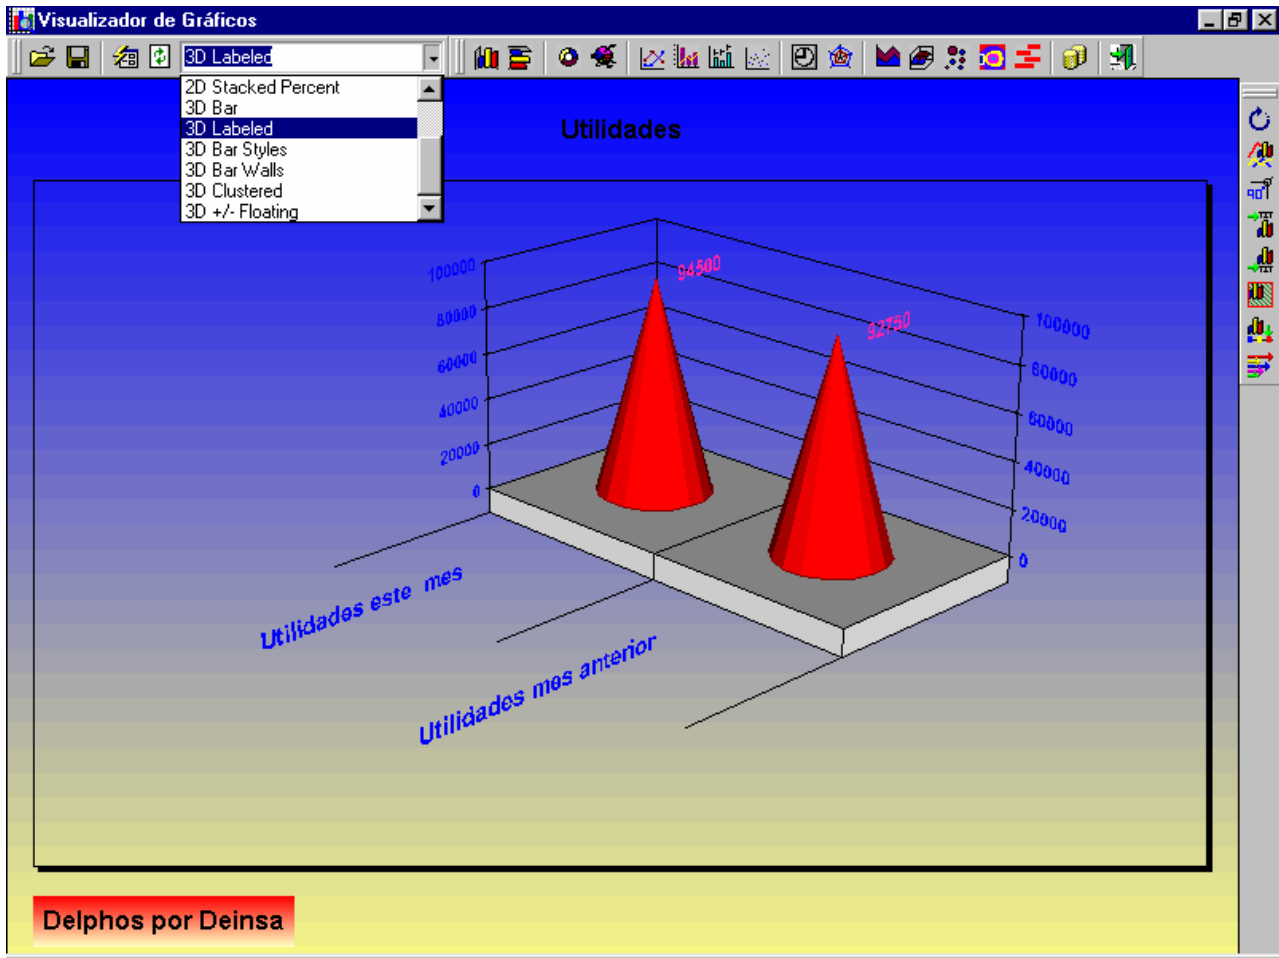 Visualizador de Gráficos
3D Labeled
2D Stacked Percent
3D Bar
3D Labeled
3D Bar Styles
3D Bar Walls
3D Clustered
3D +/- Floating
Utilidades
94500
92750
100000
80000
60000
40000
20000
0
100000
80000
60000
40000
20000
0
Utilidades este mes
Utilidades mes anterior
Delphos por Deinsa